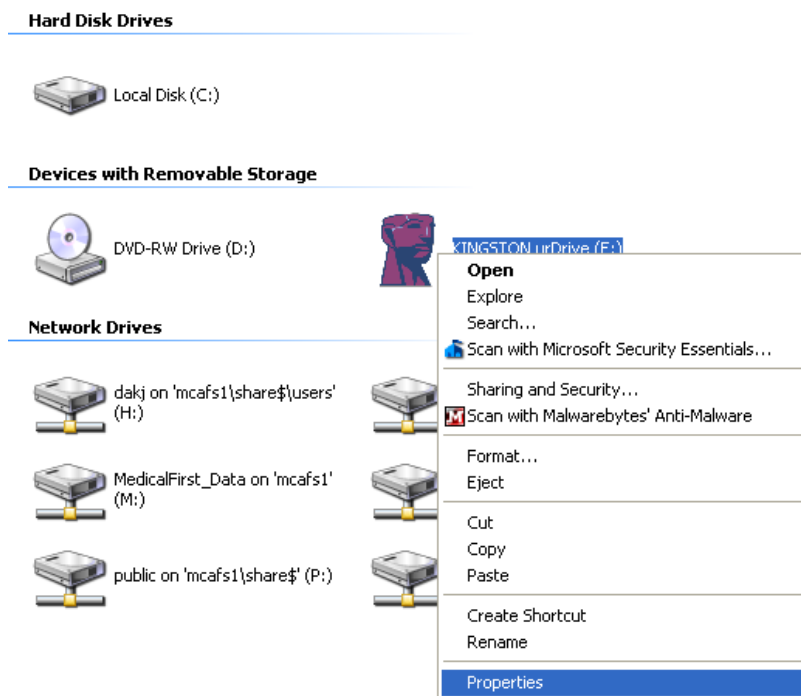 Hard Disk Drives
Local Disk (C:)
Devices with Removable Storage
DVD-RW Drive (D:)
KINGSTON urDrive (E:)
Network Drives
dakj on 'mcafs1\share$\users'
(H:)
MedicalFirst_Data on 'mcafs1'
(M:)
public on 'mcafs1\share$' (P:)
Open
Explore
Search...
Scan with Microsoft Security Essentials...
Sharing and Security...
Scan with Malwarebytes' Anti-Malware
Format...
Eject
Cut
Copy
Paste
Create Shortcut
Rename
Properties